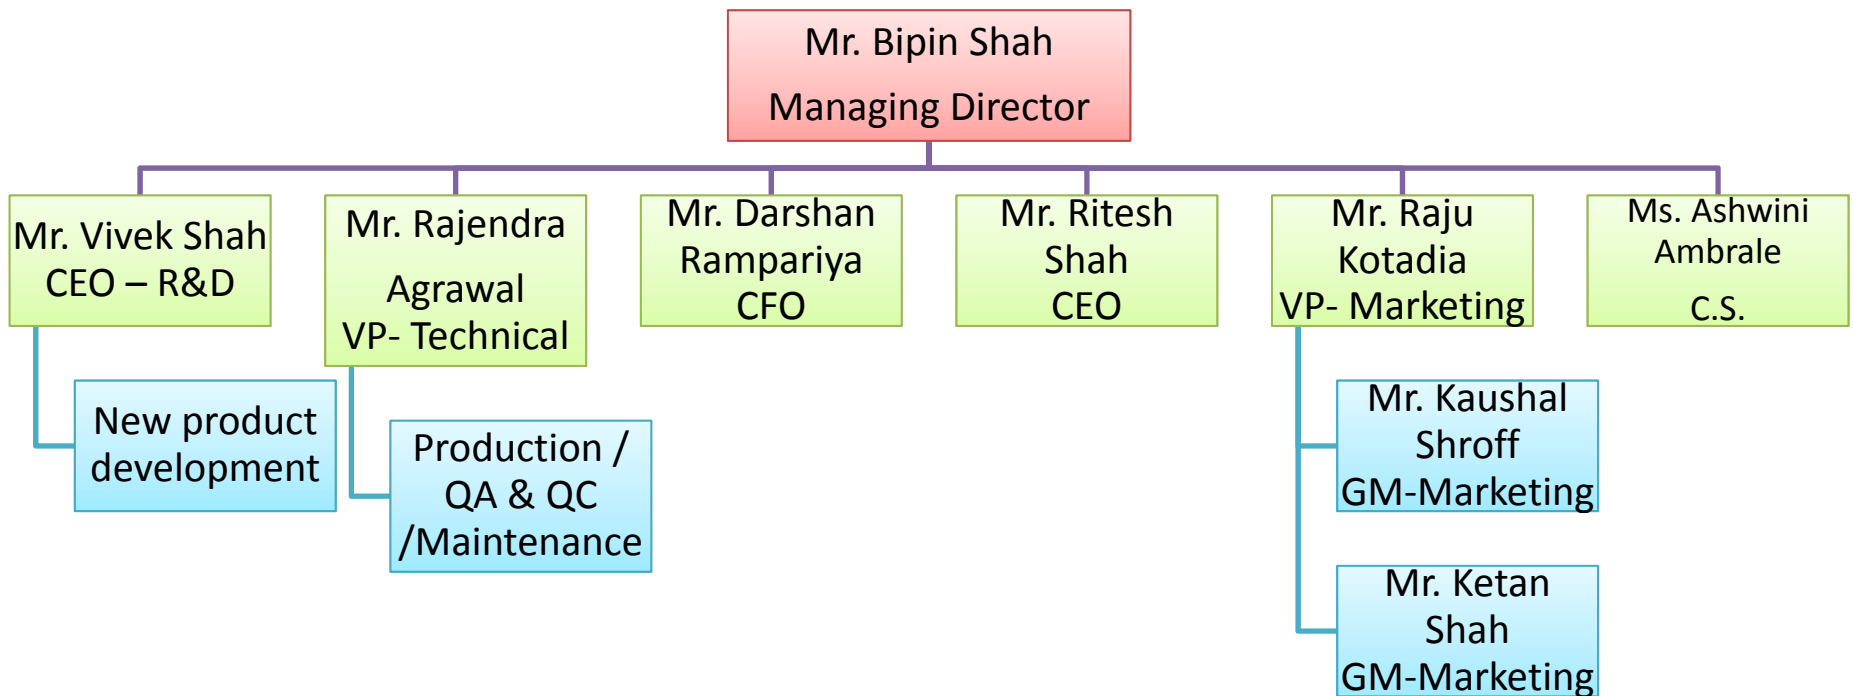 Mr. Bipin Shah
Managing Director
Mr. Vivek Shah
CEO – R&D
Mr. Rajendra
Agrawal
VP- Technical
Mr. Darshan
Rampariya
CFO
Mr. Ritesh
Shah
CEO
Mr. Raju
Kotadia
VP- Marketing
Ms. Ashwini
Ambrale
C.S.
New product
development
Production /
QA & QC
/Maintenance
Mr. Kaushal
Shroff
GM-Marketing
Mr. Ketan
Shah
GM-Marketing